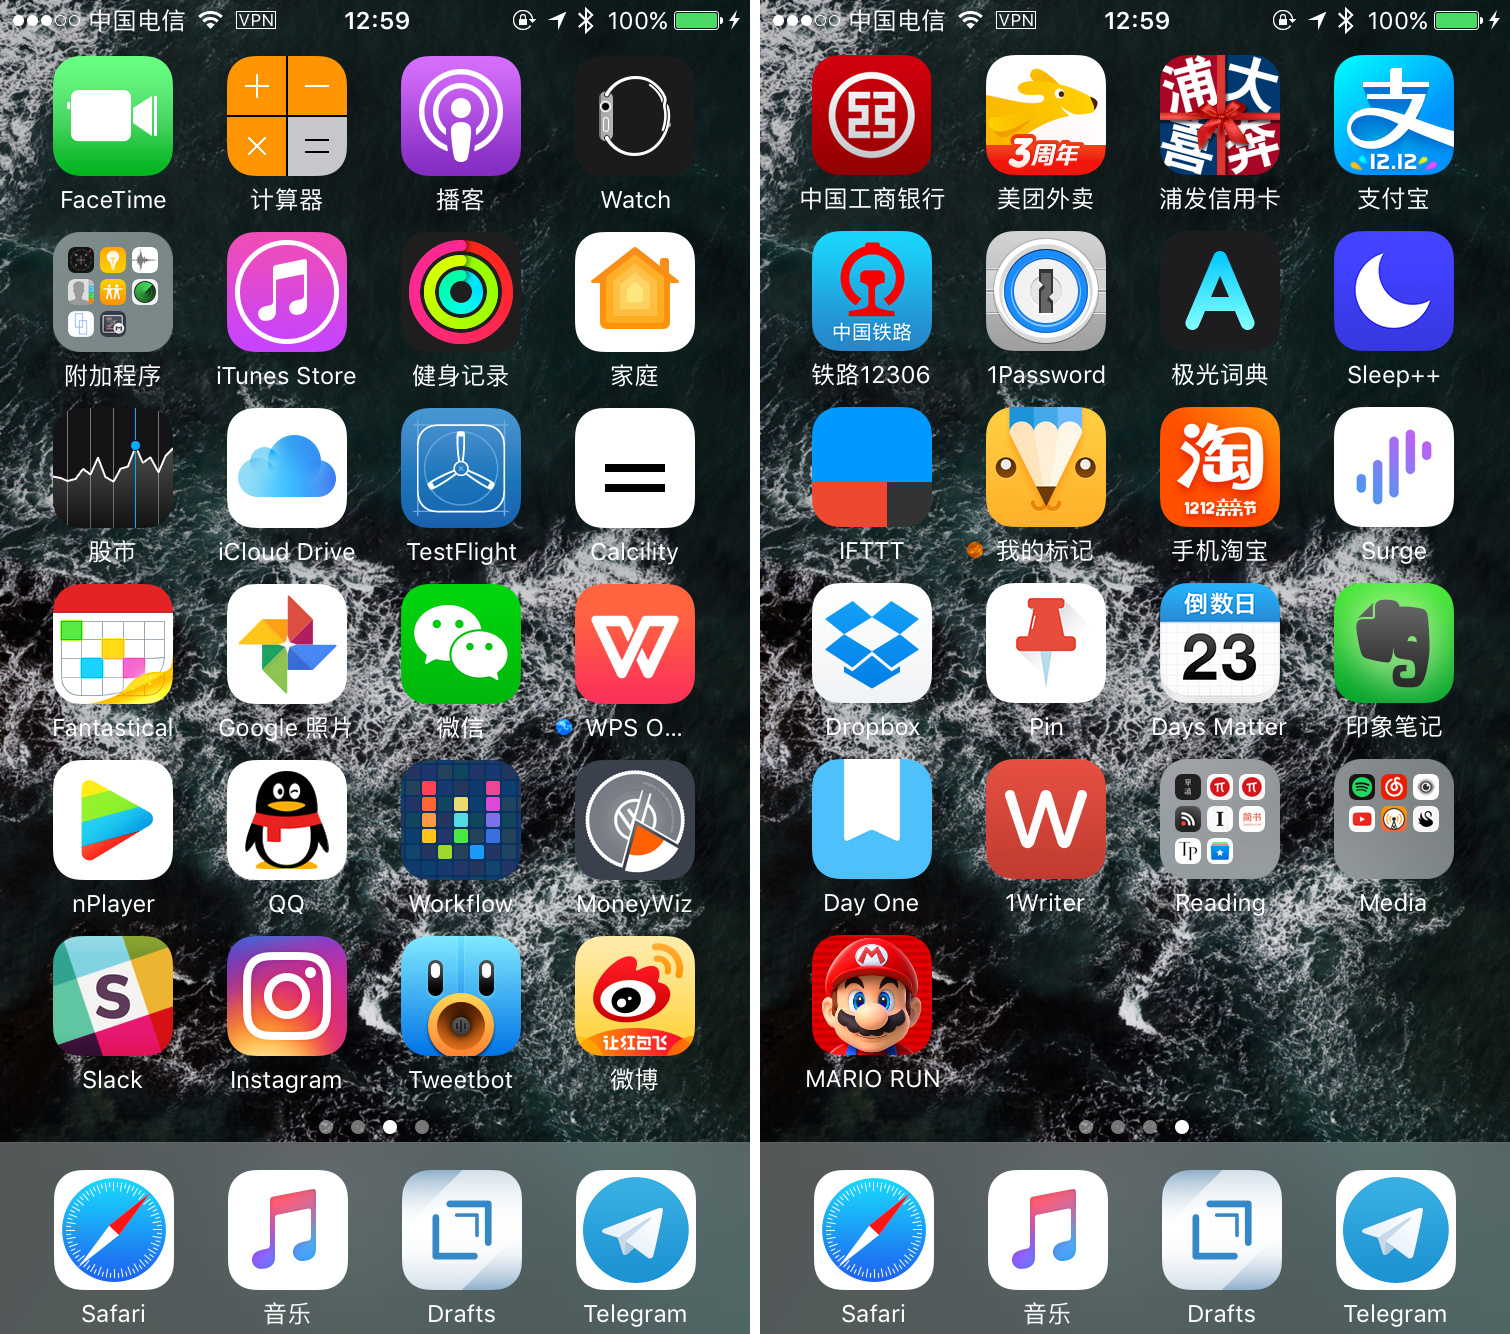 中国电信 VPN 12:59 100%
FaceTime 计算器 播客 Watch
附加程序 iTunes Store 健身记录 家庭
股市 iCloud Drive TestFlight Calcility
Fantastical Google 照片 微信 WPS O...
nPlayer QQ Workflow MoneyWiz
S
让红包飞
Slack Instagram Tweetbot 微博
Safari 音乐 Drafts Telegram
中国电信 VPN 12:59 100%
3周年
浦大喜奔
支
12.12
中国工商银行 美团外卖 浦发信用卡 支付宝
中国铁路
铁路12306 1Password 极光词典 Sleep++
淘
1212亲亲节
IFTTT 我的标记 手机淘宝 Surge
倒数日
23
Dropbox Pin Days Matter 印象笔记
W
單讀
π π
I 简书
TP
Day One 1Writer Reading Media
M
MARIO RUN
Safari 音乐 Drafts Telegram